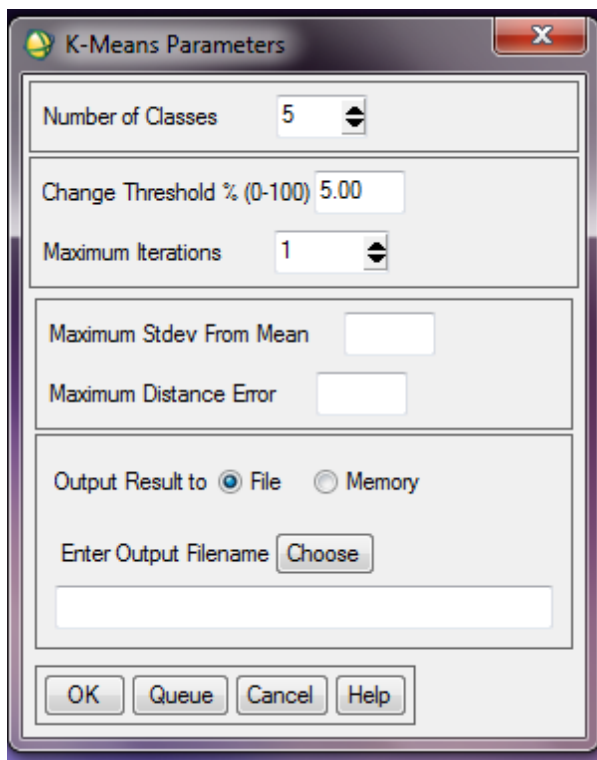 K-Means Parameters
Number of Classes 5
Change Threshold % (0-100) 5.00
Maximum Iterations 1
Maximum Stdev From Mean
Maximum Distance Error
Output Result to File Memory
Enter Output Filename Choose
OK Queue Cancel Help